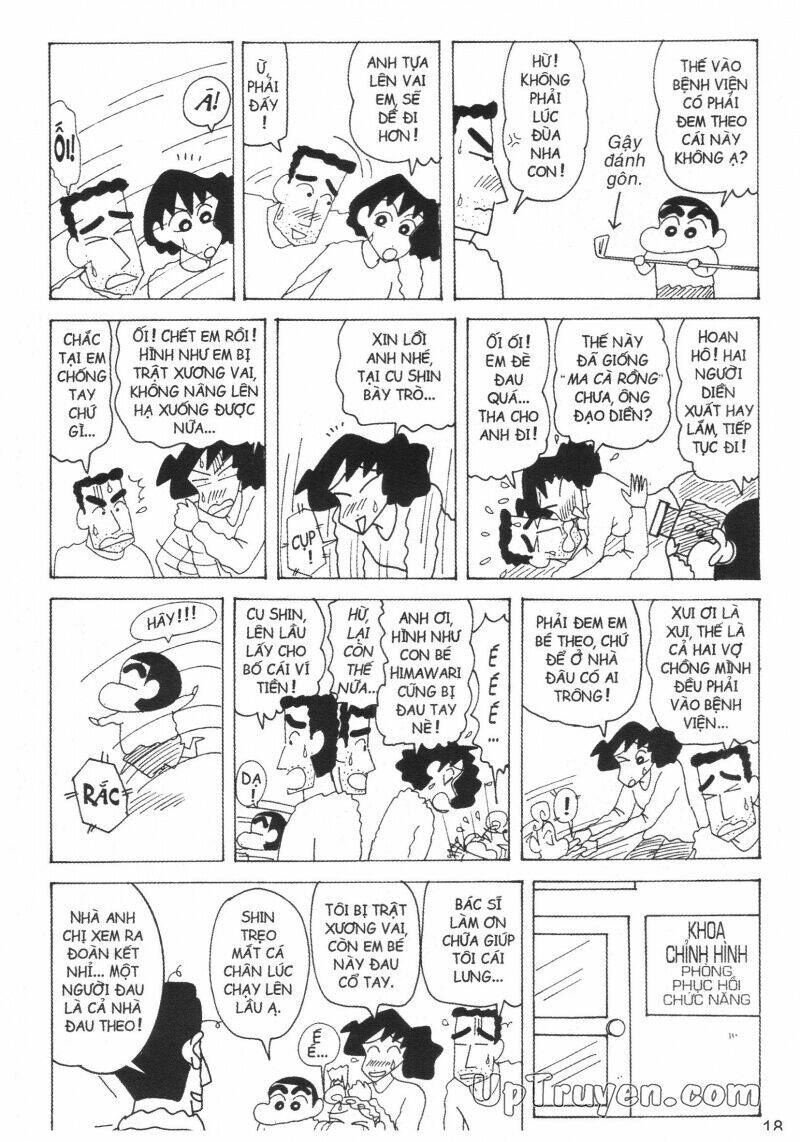 THẾ VÀO
BỆNH VIỆN
CÓ PHẢI
ĐEM THEO
CÁI NÀY
KHÔNG Ạ?
Gậy
đánh
gôn.
HỪ!
KHÔNG
PHẢI
LÚC
ĐÙA
NHA
CON!
ANH TỰA
LÊN VAI
EM, SẼ
DỄ ĐI
HƠN!
Ừ,
PHẢI
ĐẤY
!
Á!
ỐI!
HOAN
HÔ! HAI
NGƯỜI
DIỄN
XUẤT HAY
LẮM, TIẾP
TỤC ĐI!
THẾ NÀY
ĐÃ GIỐNG
"MA CÀ RỒNG"
CHƯA, ÔNG
ĐẠO DIỄN?
ỐI ỐI!
EM ĐÈ
ĐAU
QUÁ...
THA CHO
ANH ĐI!
XIN LỖI
ANH NHÉ,
TẠI CU SHIN
BÀY TRÒ...
CỤP
!
ỐI! CHẾT EM RỒI!
HÌNH NHƯ EM BỊ
TRẬT XƯƠNG VAI,
KHÔNG NÂNG LÊN
HẠ XUỐNG ĐƯỢC
NỮA...
CHẮC
TẠI EM
CHỐNG
TAY
CHỨ
GÌ...
XUI ƠI LÀ
XUI, THẾ LÀ
CẢ HAI VỢ
CHỒNG MÌNH
ĐỀU PHẢI
VÀO BỆNH
VIỆN...
PHẢI ĐEM EM
BÉ THEO, CHỨ
ĐỂ Ở NHÀ
ĐÂU CÓ AI
TRÔNG!
!
É
É
É
...
ANH ƠI,
HÌNH NHƯ
CON BÉ
HIMAWARI
CŨNG BỊ
ĐAU TAY
NÈ!
HỪ,
LẠI
CÒN
THẾ
NỮA...
CU SHIN,
LÊN LẦU
LẤY CHO
BỐ CÁI VÍ
TIỀN!
DẠ
!
HÂY!!!
RẮC
KHOA
CHỈNH HÌNH
PHÒNG
PHỤC HỒI
CHỨC NĂNG
BÁC SĨ
LÀM ƠN
CHỮA GIÚP
TÔI CÁI
LƯNG...
TÔI BỊ TRẬT
XƯƠNG VAI,
CÒN EM BÉ
NÀY ĐAU
CỔ TAY.
É
É...
SHIN
TRẸO
MẮT CÁ
CHÂN LÚC
CHẠY LÊN
LẦU Ạ.
NHÀ ANH
CHỊ XEM RA
ĐOÀN KẾT
NHỈ... MỘT
NGƯỜI ĐAU
LÀ CẢ NHÀ
ĐAU THEO!
UpTruyen.com
18